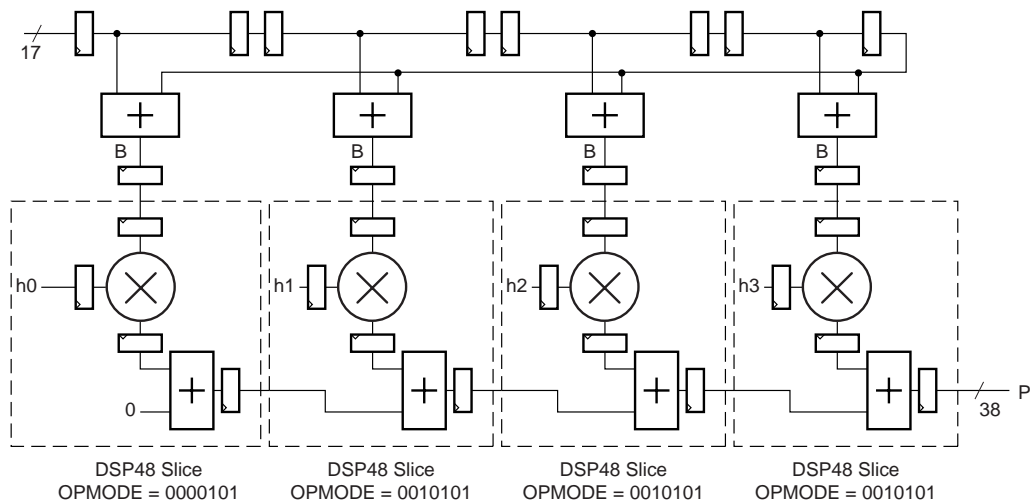 17
+ + + +
B B B B
h0 h1 h2 h3
+ + + +
0
38
P
DSP48 Slice DSP48 Slice DSP48 Slice DSP48 Slice
OPMODE = 0000101 OPMODE = 0010101 OPMODE = 0010101 OPMODE = 0010101